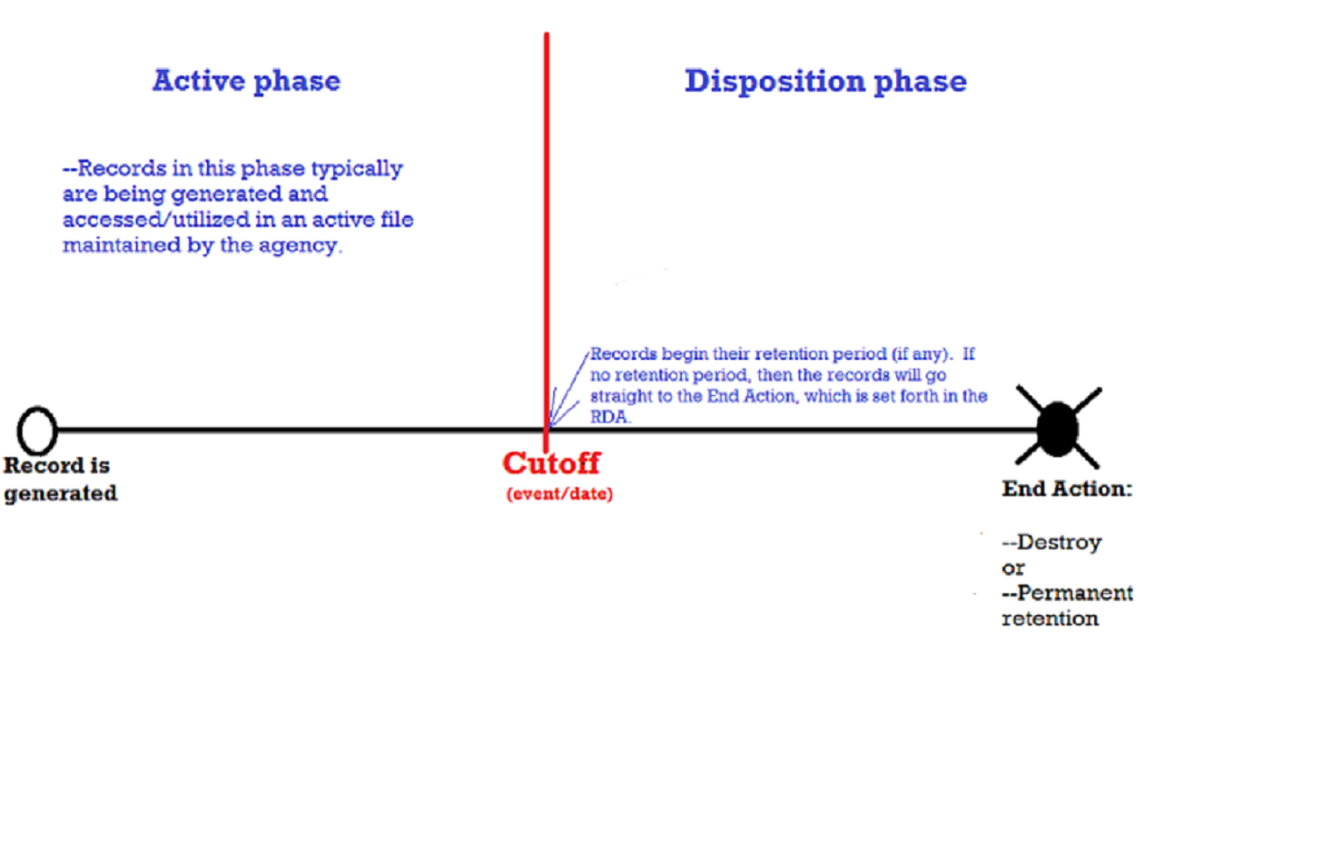 Active phase
Disposition phase
--Records in this phase typically
are being generated and
accessed/utilized in an active file
maintained by the agency.
Records begin their retention period (if any).  If
no retention period, then the records will go
straight to the End Action, which is set forth in the
RDA.
Record is
generated
Cutoff
(event/date)
End Action:
--Destroy
or
--Permanent
retention